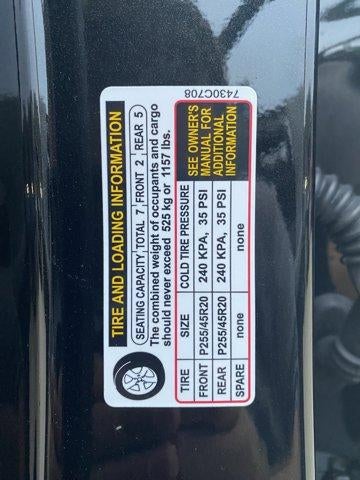 TIRE AND LOADING INFORMATION
SEATING CAPACITY TOTAL 7 FRONT 2 REAR 5
The combined weight of occupants and cargo
should never exceed 525 kg or 1157 lbs.
TIRE SIZE COLD TIRE PRESSURE
FRONT P255/45R20 240 KPA, 35 PSI
REAR P255/45R20 240 KPA, 35 PSI
SPARE none none
SEE OWNER'S
MANUAL FOR
ADDITIONAL
INFORMATION
7430C708